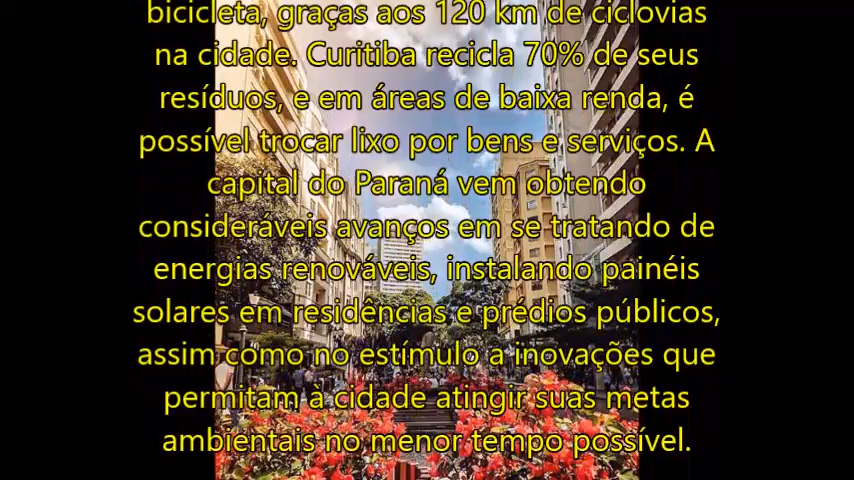 bicicleta, graças aos 120 km de ciclovias
na cidade. Curitiba recicla 70% de seus
resíduos, e em áreas de baixa renda, é
possível trocar lixo por bens e serviços. A
capital do Paraná vem obtendo
consideráveis avanços em se tratando de
energias renováveis, instalando painéis
solares em residências e prédios públicos,
assim como no estímulo a inovações que
permitam à cidade atingir suas metas
ambientais no menor tempo possível.